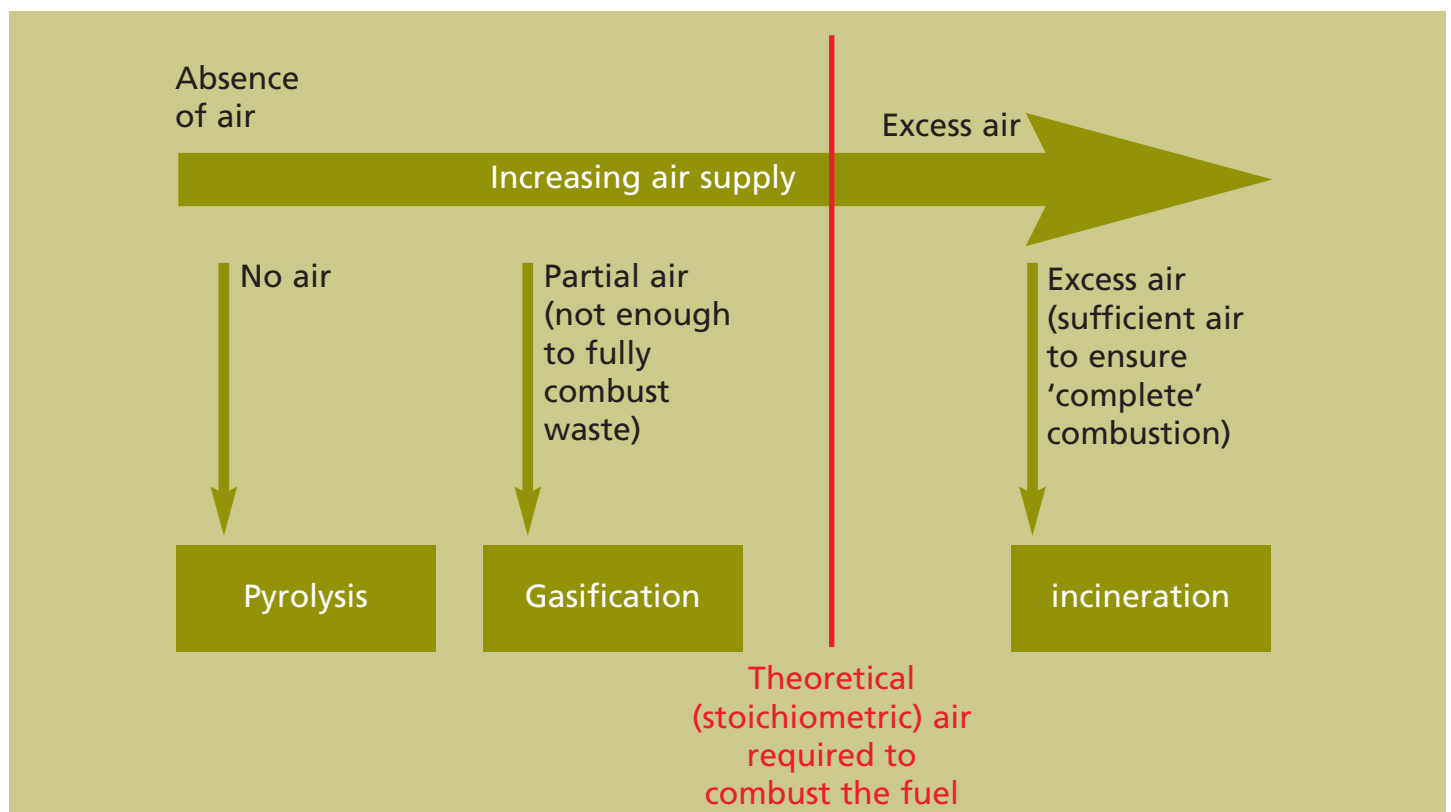 Absence
of air
Excess air
Increasing air supply
No air
Partial air
(not enough
to fully
combust
waste)
Excess air
(sufficient air
to ensure
‘complete’
combustion)
Pyrolysis
Gasification
incineration
Theoretical
(stoichiometric) air
required to
combust the fuel